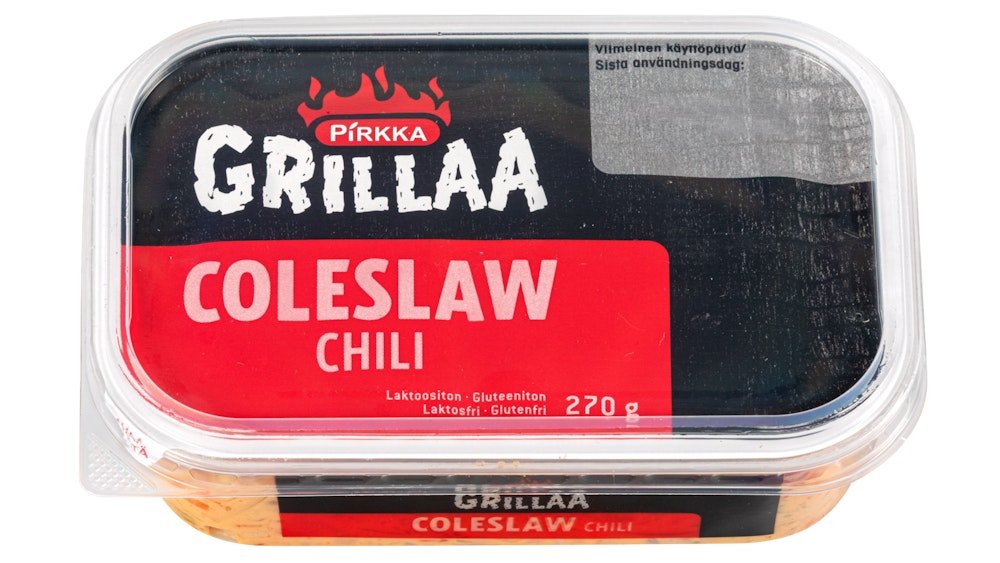 Viimeinen käyttöpäivä/
Sista användningsdag:
PIRKKA
GRILLAA
COLESLAW
CHILI
Laktoositon · Gluteeniton
Laktosfri · Glutenfri
270 g
GRILLAA
COLESLAW CHILI